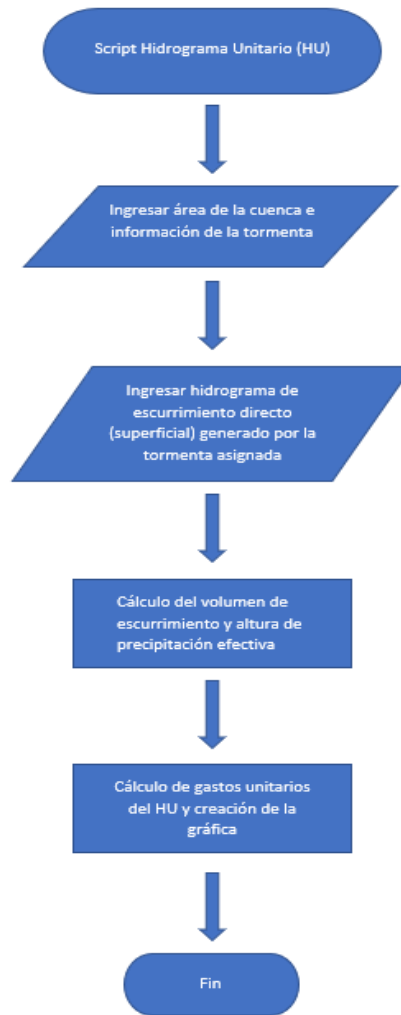 Script Hidrograma Unitario (HU)
Ingresar área de la cuenca e
información de la tormenta
Ingresar hidrograma de
escurrimiento directo
(superficial) generado por la
tormenta asignada
Cálculo del volumen de
escurrimiento y altura de
precipitación efectiva
Cálculo de gastos unitarios
del HU y creación de la
gráfica
Fin